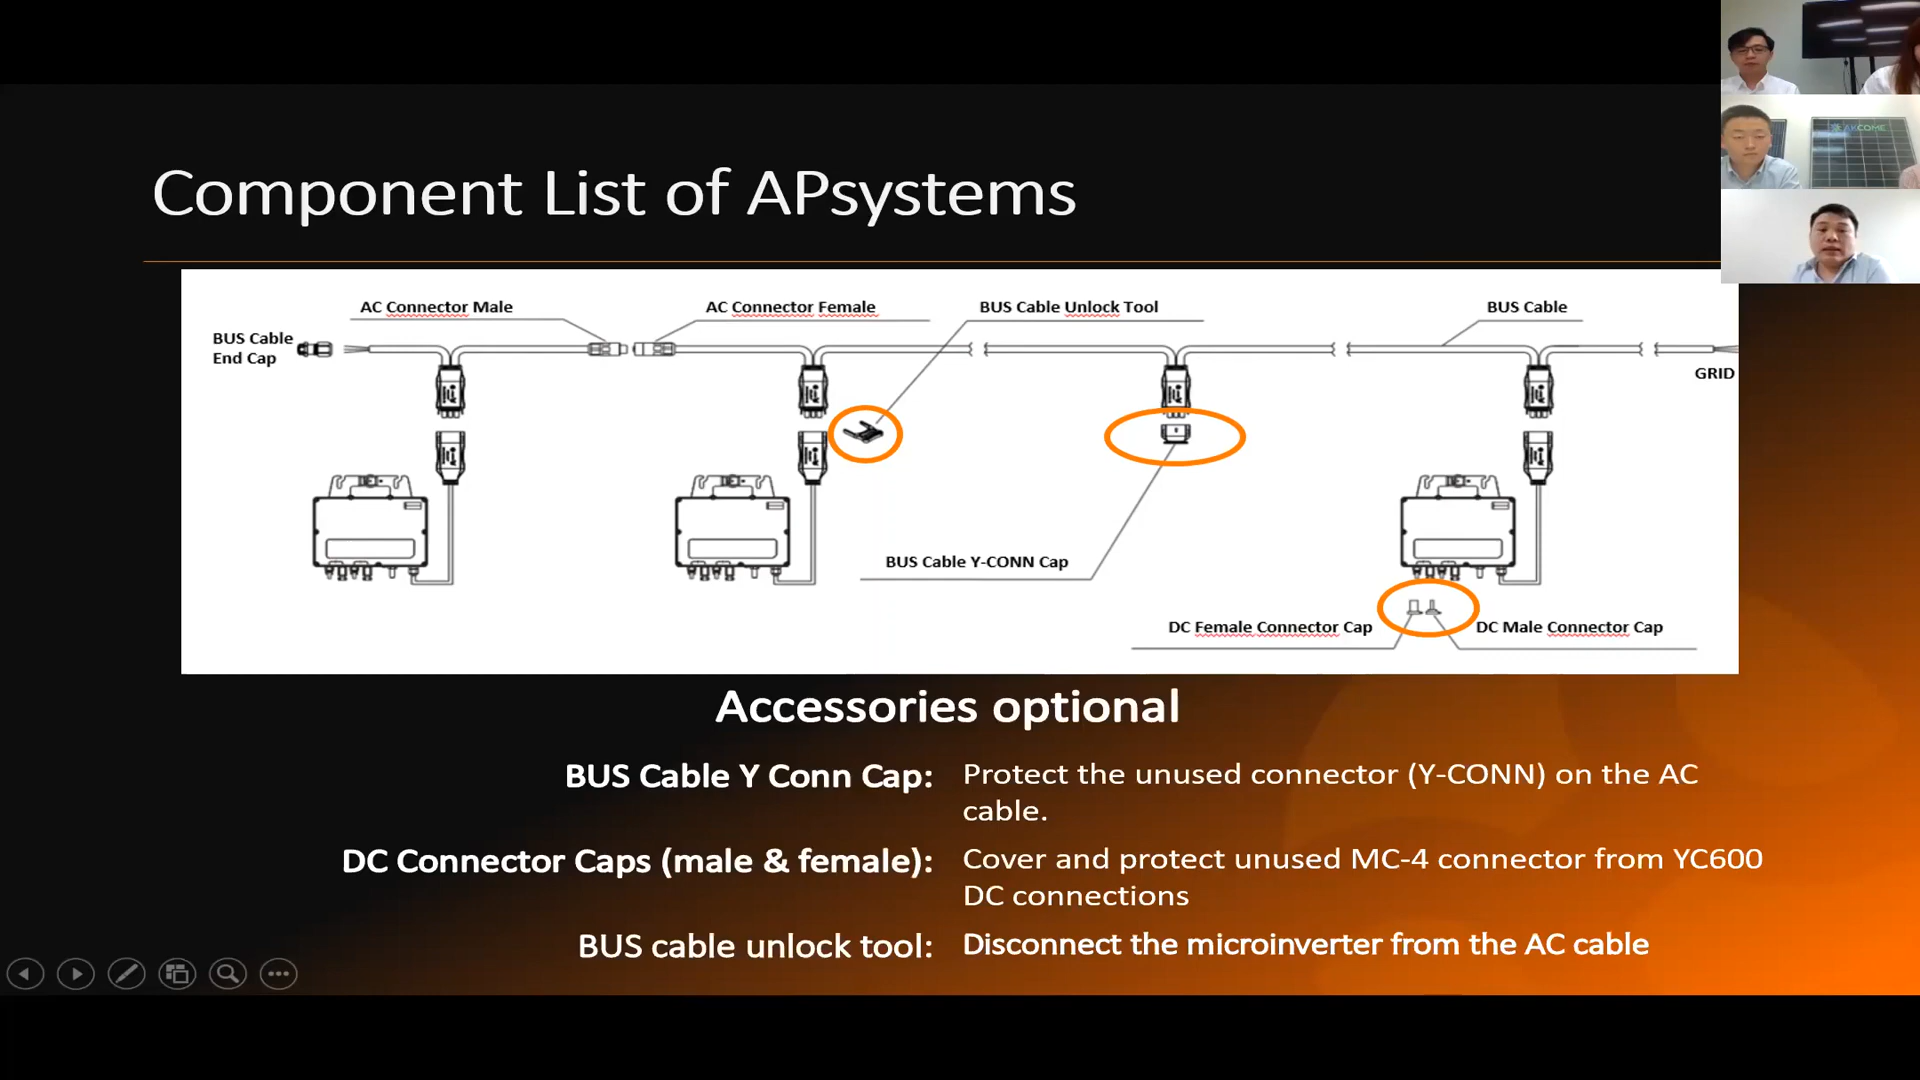 Component List of APsystems
AC Connector Male
AC Connector Female
BUS Cable Unlock Tool
BUS Cable
BUS Cable
End Cap
GRID
BUS Cable Y-CONN Cap
DC Female Connector Cap
DC Male Connector Cap
Accessories optional
BUS Cable Y Conn Cap:
Protect the unused connector (Y-CONN) on the AC
cable.
DC Connector Caps (male & female):
Cover and protect unused MC-4 connector from YC600
DC connections
BUS cable unlock tool:
Disconnect the microinverter from the AC cable